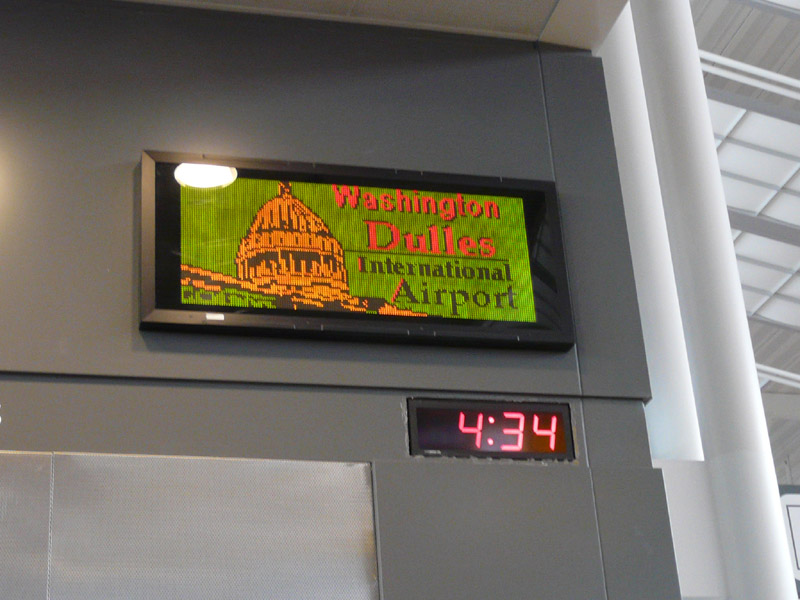 Washington
Dulles
International
Airport
4:34